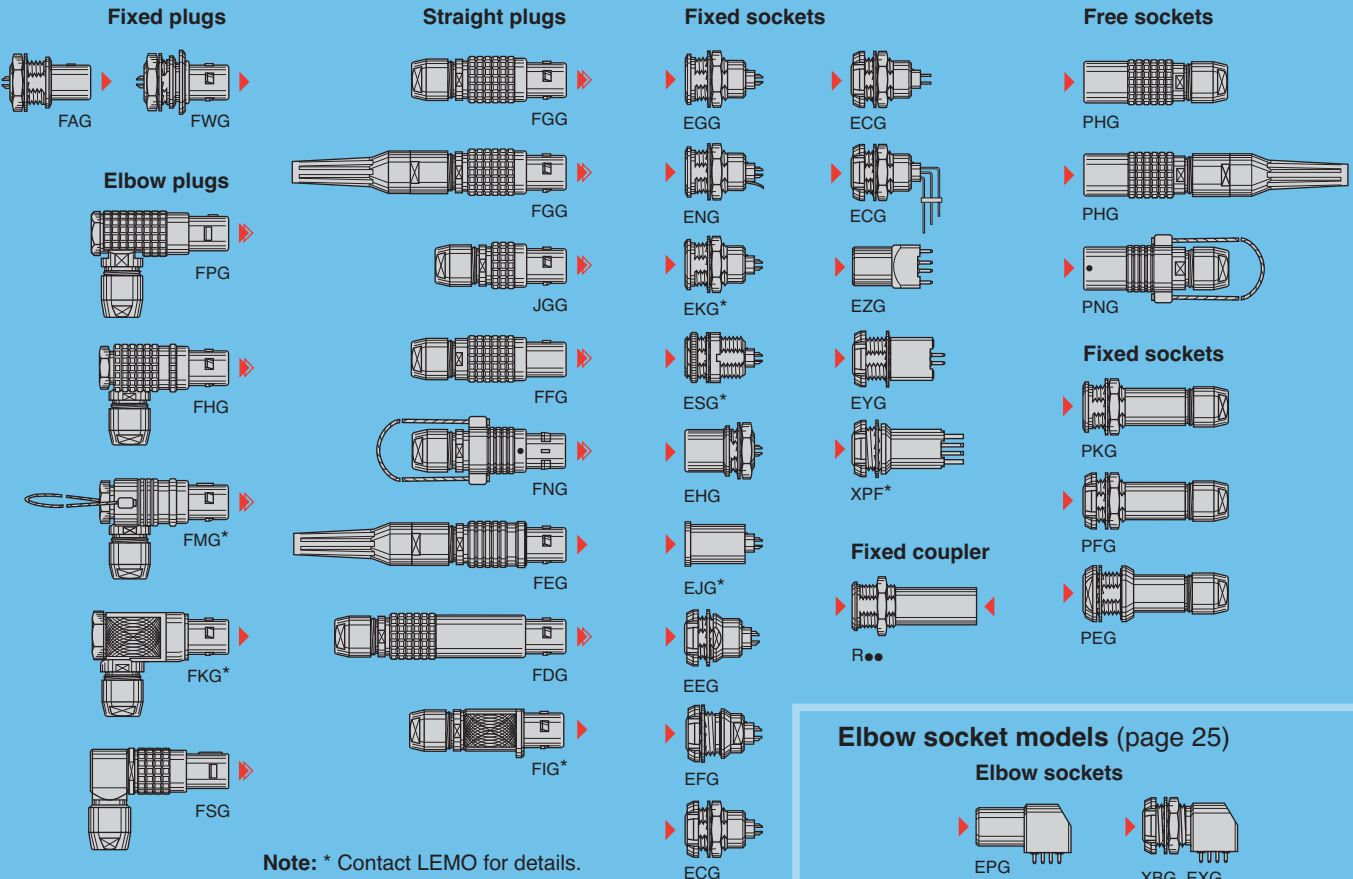 Fixed plugs
FAG
FWG
Elbow plugs
FPG
FHG
FMG*
FKG*
FSG
Straight plugs
FGG
FGG
JGG
FFG
FNG
FEG
FDG
FIG*
Note: * Contact LEMO for details.
Fixed sockets
EGG
ENG
EKG*
ESG*
EHG
EJG*
EEG
EFG
ECG
ECG
ECG
EZG
EYG
XPF*
Fixed coupler
R●●
Free sockets
PHG
PHG
PNG
Fixed sockets
PKG
PFG
PEG
Elbow socket models (page 25)
Elbow sockets
EPG
XBG EXG